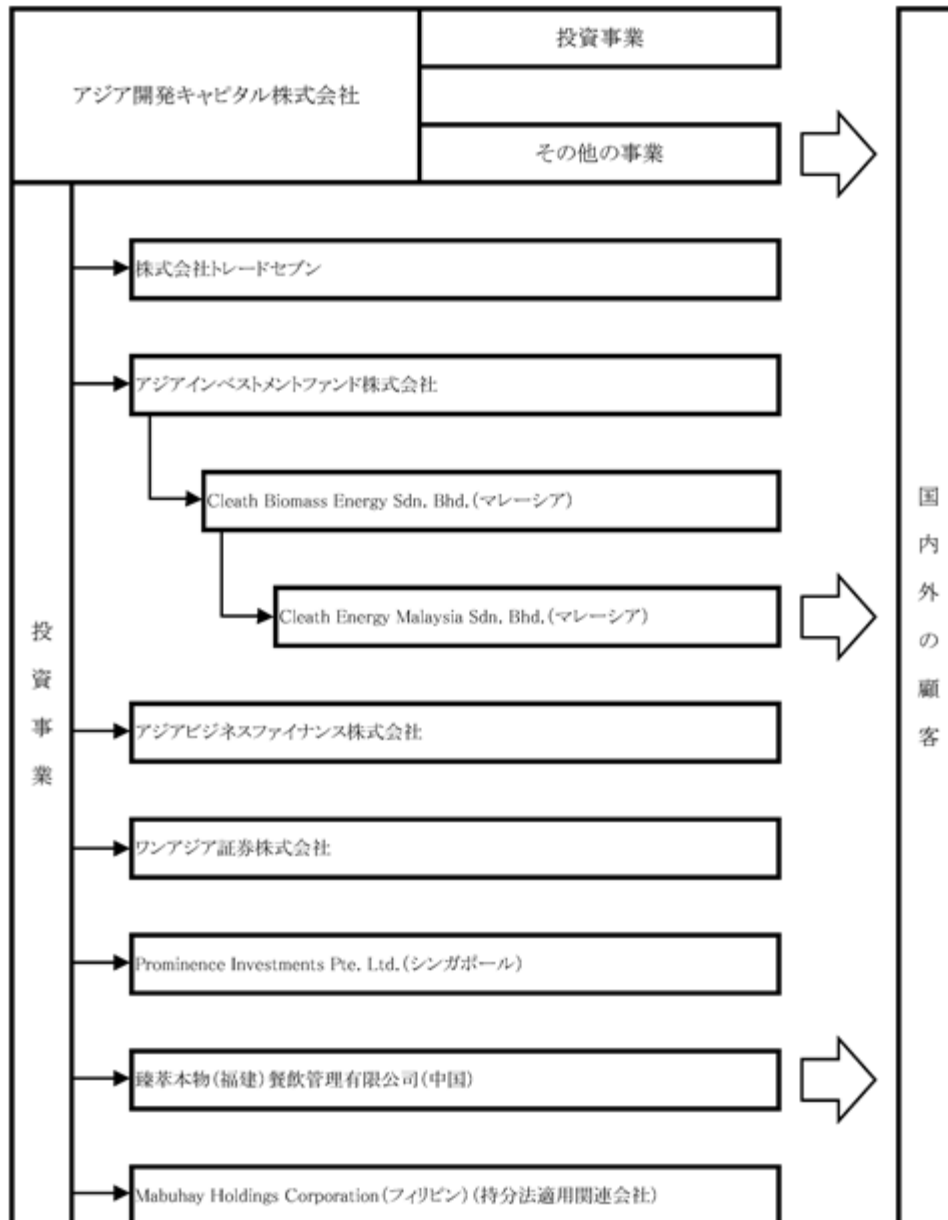 アジア開発キャピタル株式会社
投資事業
その他の事業
株式会社トレードセブン
アジアインベストメントファンド株式会社
Cleath Biomass Energy Sdn. Bhd.(マレーシア)
Cleath Energy Malaysia Sdn. Bhd.(マレーシア)
アジアビジネスファイナンス株式会社
ワンアジア証券株式会社
Prominence Investments Pte. Ltd.(シンガポール)
臻萃本物(福建)餐飲管理有限公司(中国)
Mabuhay Holdings Corporation(フィリピン)(持分法適用関連会社)
投資事業
国内外の顧客